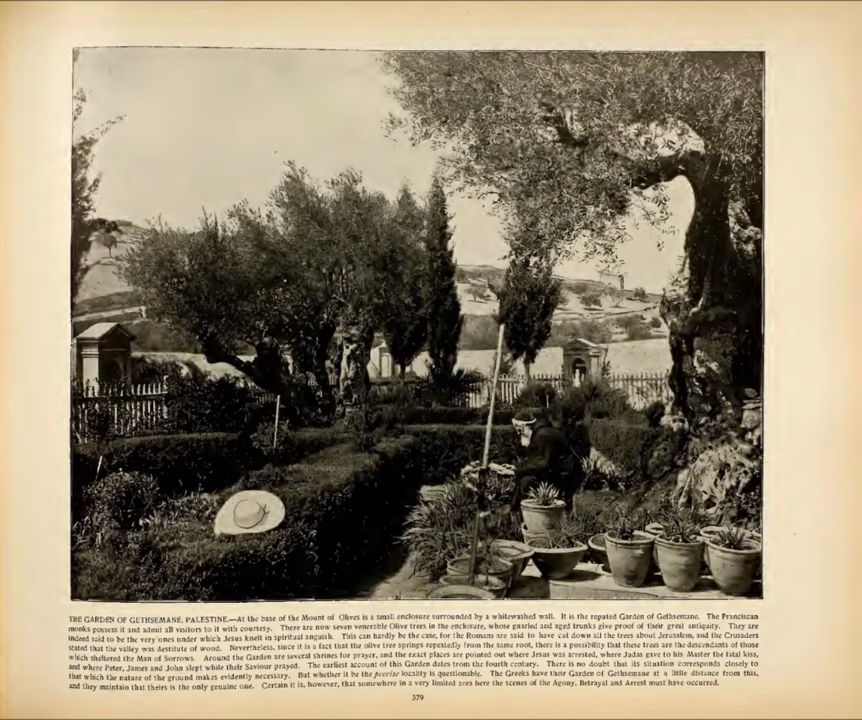 THE GARDEN OF GETHSEMANE, PALESTINE.—At the base of the Mount of Olives is a small enclosure surrounded by a whitewashed wall. It is the reputed Garden of Gethsemane. The Franciscan
monks possess it and admit all visitors to it with courtesy. There are now seven venerable Olive trees in the enclosure, whose gnarled and aged trunks give proof of their great antiquity. They are
indeed said to be the very ones under which Jesus knelt in spiritual anguish. This can hardly be the case, for the Romans are said to have cut down all the trees about Jerusalem, and the Crusaders
stated that the valley was destitute of wood. Nevertheless, since it is a fact that the olive tree springs repeatedly from the same root, there is a possibility that these trees are the descendants of those
which sheltered the Man of Sorrows. Around the Garden are several shrines for prayer, and the exact places are pointed out where Jesus was arrested, where Judas gave to his Master the fatal kiss,
and where Peter, James and John slept while their Saviour prayed. The earliest account of this Garden dates from the fourth century. There is no doubt that its situation corresponds closely to
that which the nature of the ground makes evidently necessary. But whether it be the precise locality is questionable. The Greeks have their Garden of Gethsemane at a little distance from this,
and they maintain that theirs is the only genuine one. Certain it is, however, that somewhere in a very limited area here the scenes of the Agony, Betrayal and Arrest must have occurred.
379